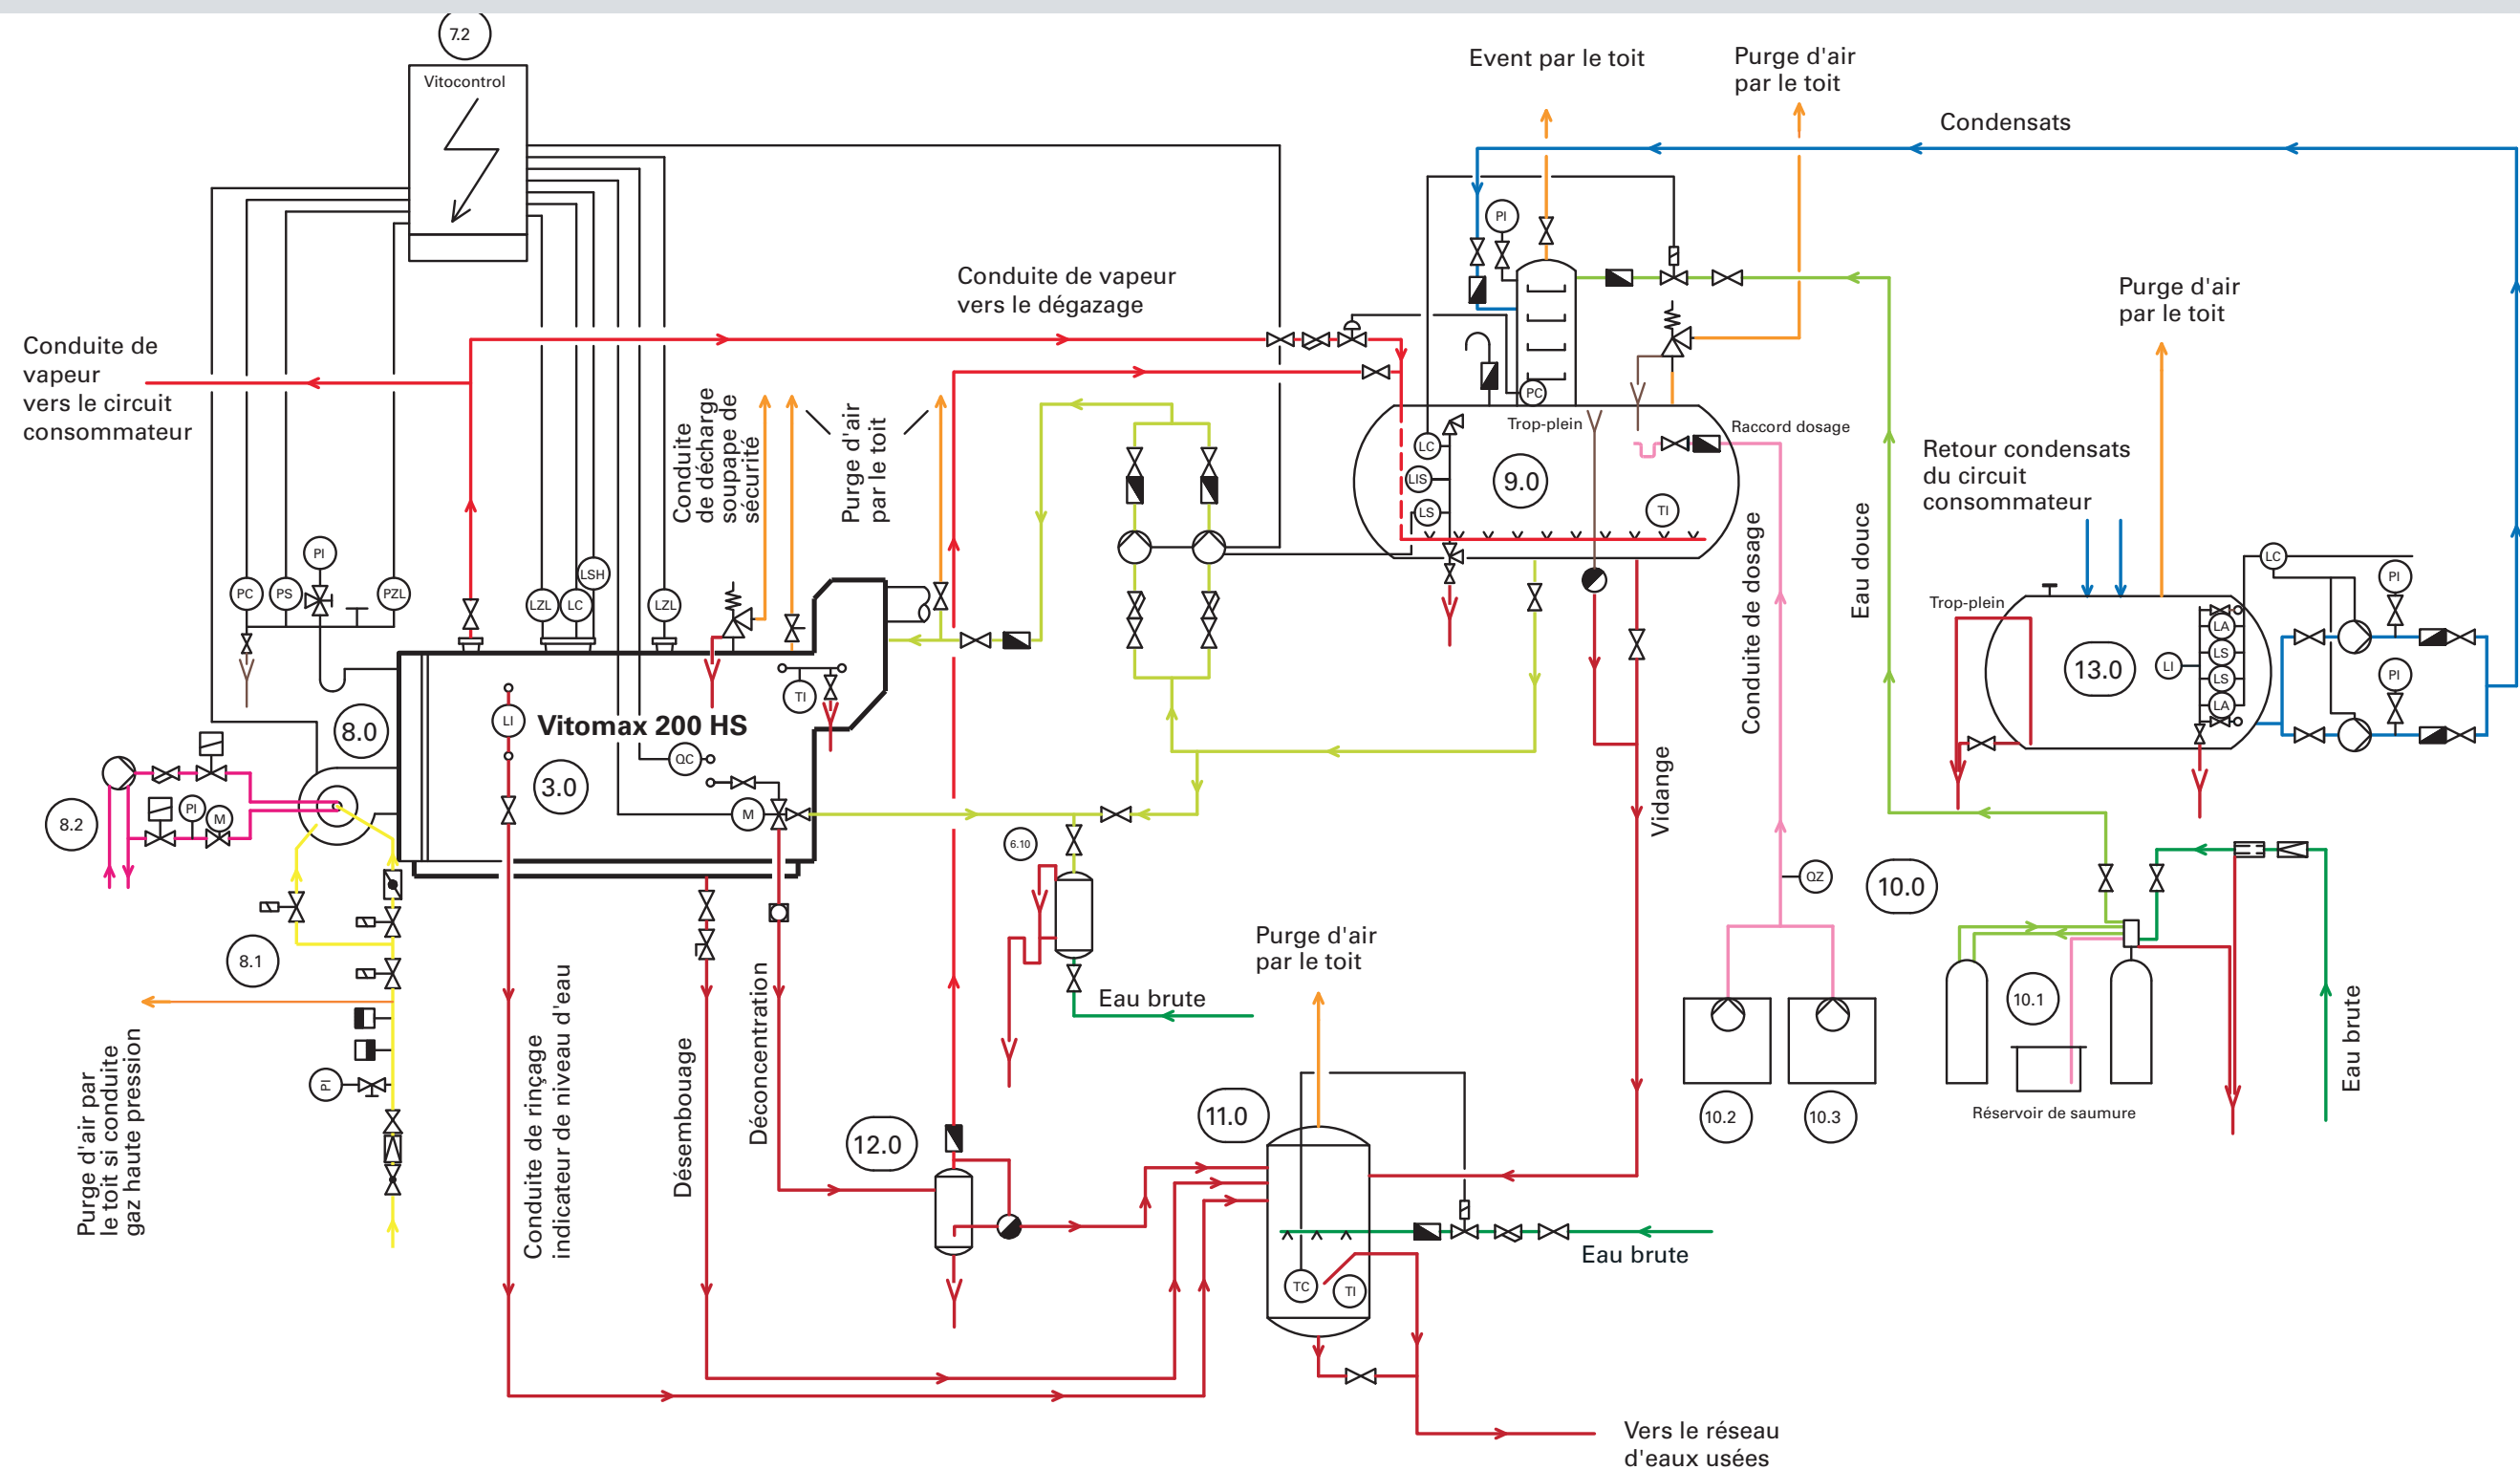 7.2
Vitocontrol
Event par le toit
Purge d'air
par le toit
Condensats
PI
Conduite de vapeur
vers le dégazage
Purge d'air
par le toit
Conduite de
vapeur
vers le circuit
consommateur
PC
Conduite
de décharge
soupape de
sécurité
Purge d'air
par le toit
Trop-plein
Raccord dosage
LC
LIS
LS
9.0
TI
Retour condensats
du circuit
consommateur
Conduite de dosage
Eau douce
PI
PC
PS
PZL
LZL
LC
LSH
LZL
LC
PI
Trop-plein
LA
LS
LS
LA
LI
13.0
PI
TI
LI
Vitomax 200 HS
8.0
QC
3.0
M
8.2
PI
M
6.10
Vidange
QZ
10.0
8.1
Purge d'air
par le toit
Eau brute
10.1
Eau brute
Réservoir de saumure
10.2
10.3
PI
Purge d'air par
le toit si conduite
gaz haute pression
Conduite de rinçage
indicateur de niveau d'eau
Désembouage
Déconcentration
12.0
11.0
Eau brute
TC
TI
Vers le réseau
d'eaux usées